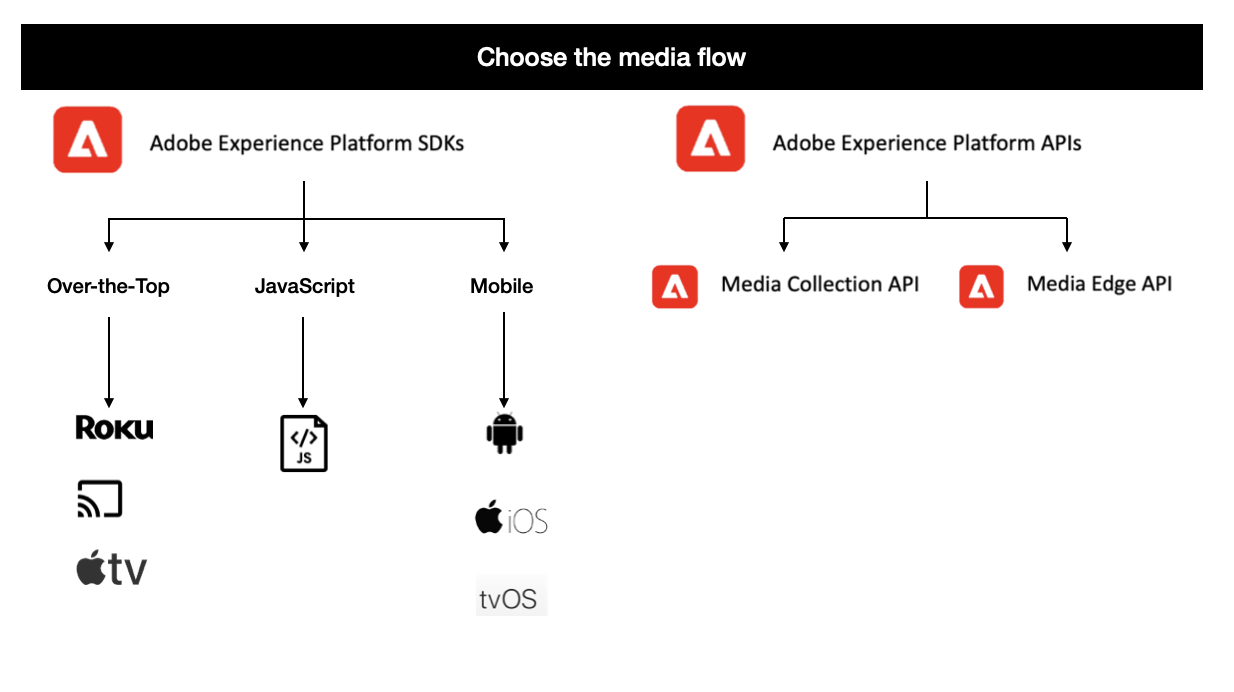 Choose the media flow
Adobe Experience Platform SDKs
Adobe Experience Platform APIs
Over-the-Top
JavaScript
Mobile
Media Collection API
Media Edge API
ROKU
</>
JS
iOS
tv
tvOS